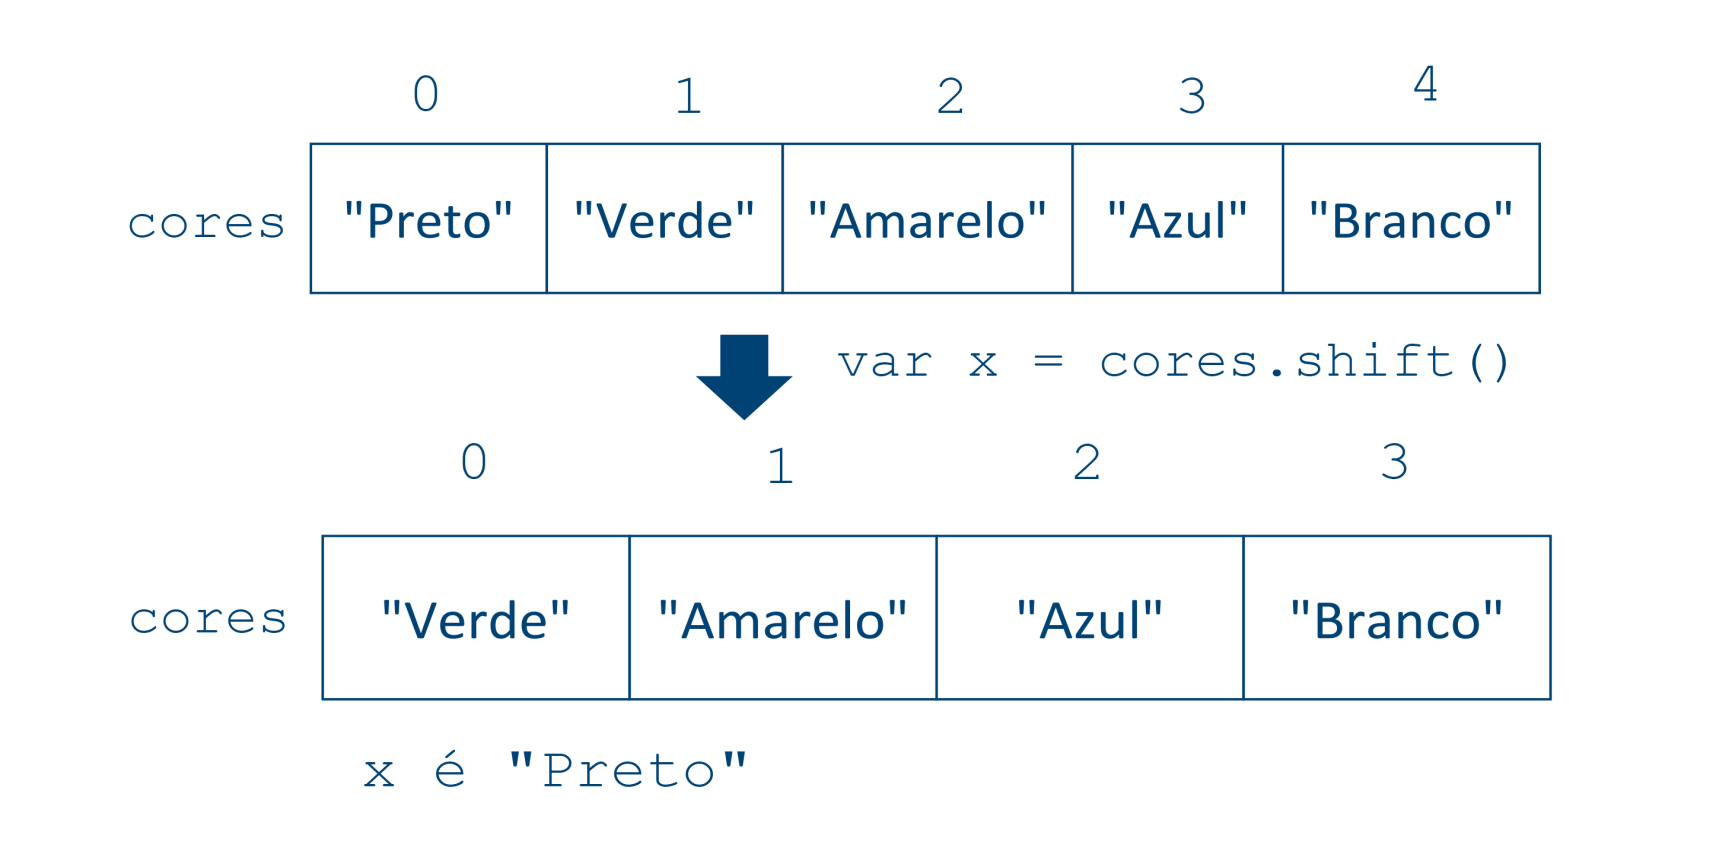 0 1 2 3 4
cores "Preto" "Verde" "Amarelo" "Azul" "Branco"
var x = cores.shift()
0 1 2 3
cores "Verde" "Amarelo" "Azul" "Branco"
x é "Preto"